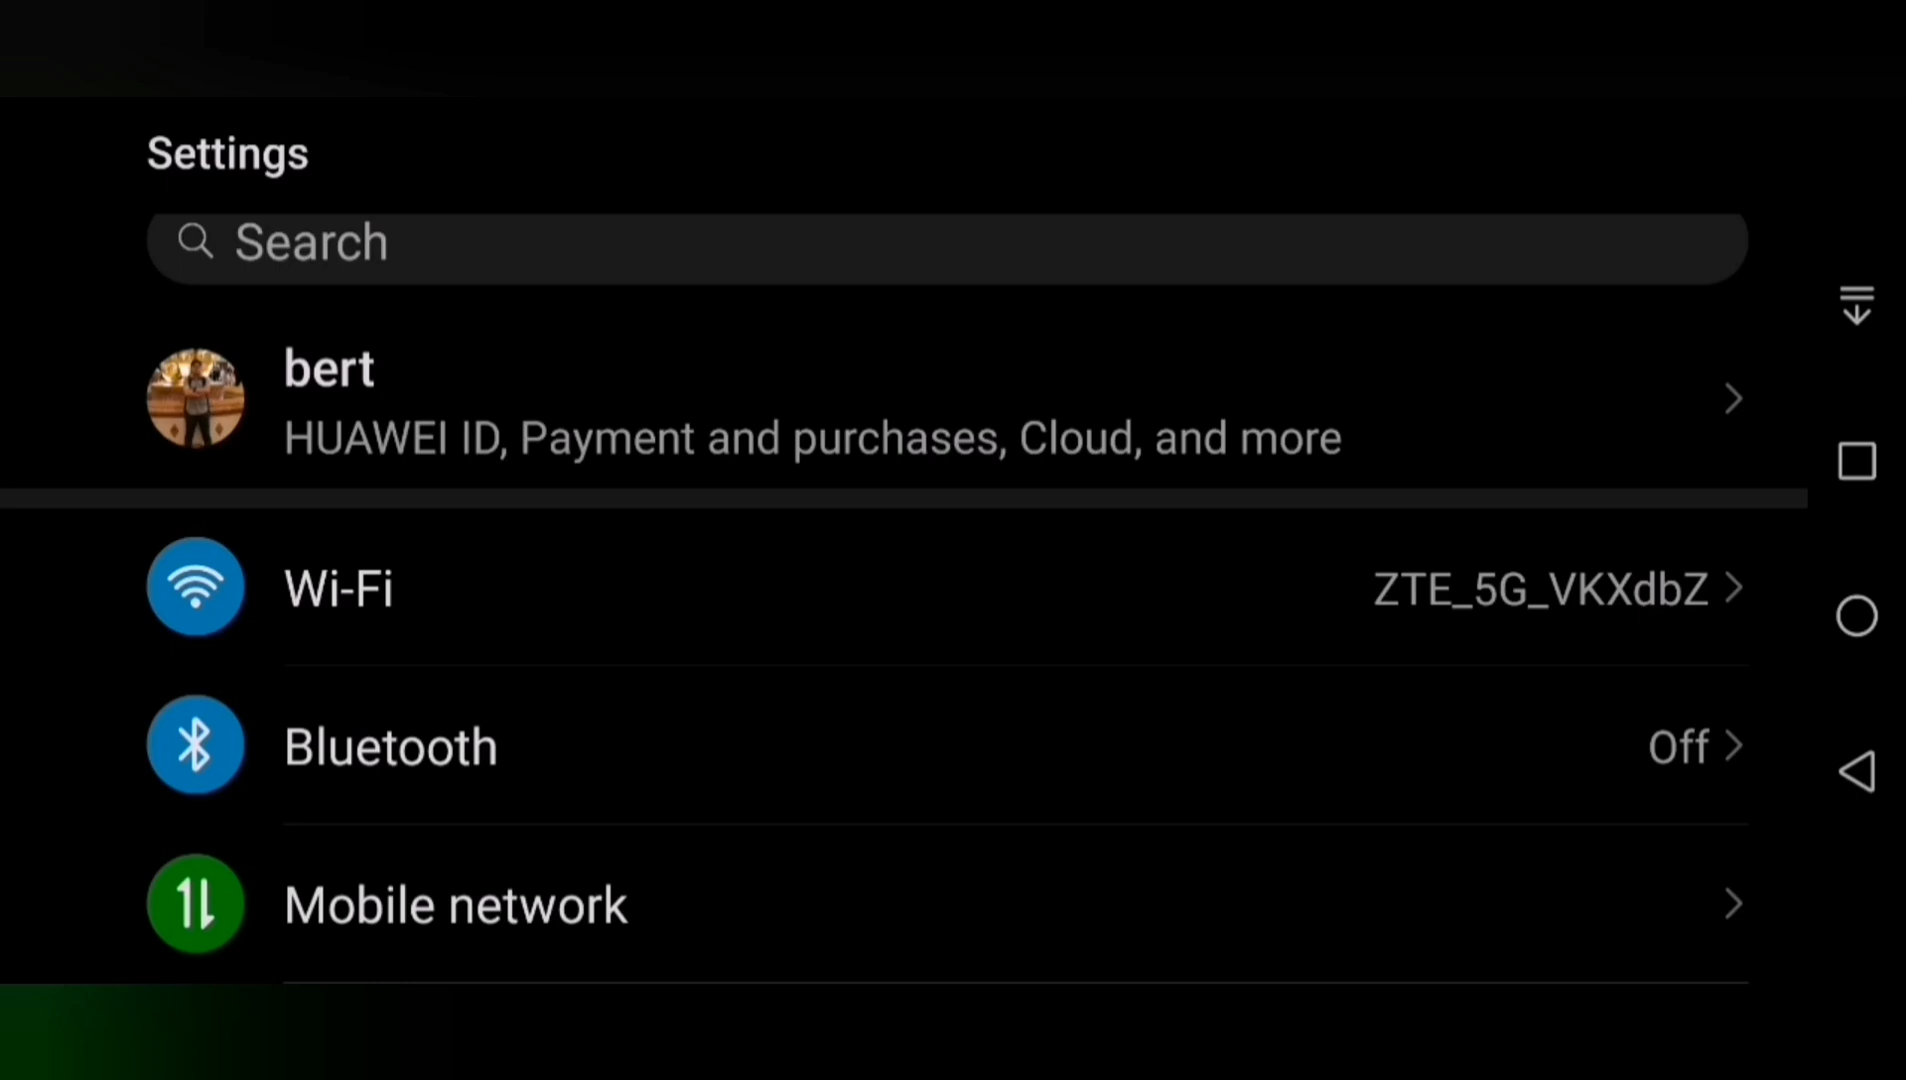 Settings
Search
bert
HUAWEI ID, Payment and purchases, Cloud, and more
Wi-Fi
ZTE_5G_VKXdbZ
Bluetooth
Off
Mobile network